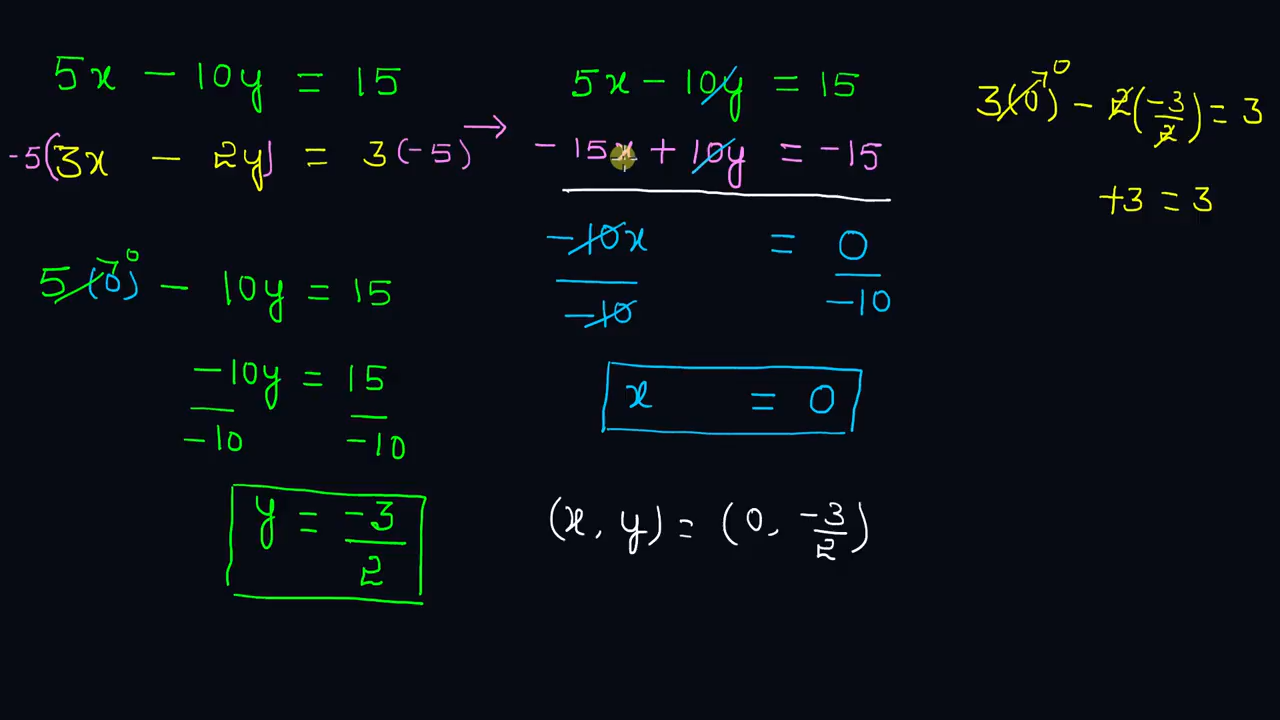 5x - 10y = 15
-5(3x - 2y) = 3(-5) →
5(0)→0 - 10y = 15
-10y = 15
-10 -10
y = -3/2
5x - 10y = 15
-15x + 10y = -15
-10x = 0
-10 -10
x = 0
(x, y) = (0, -3/2)
3(0)→0 - 2(-3/2) = 3
+3 = 3